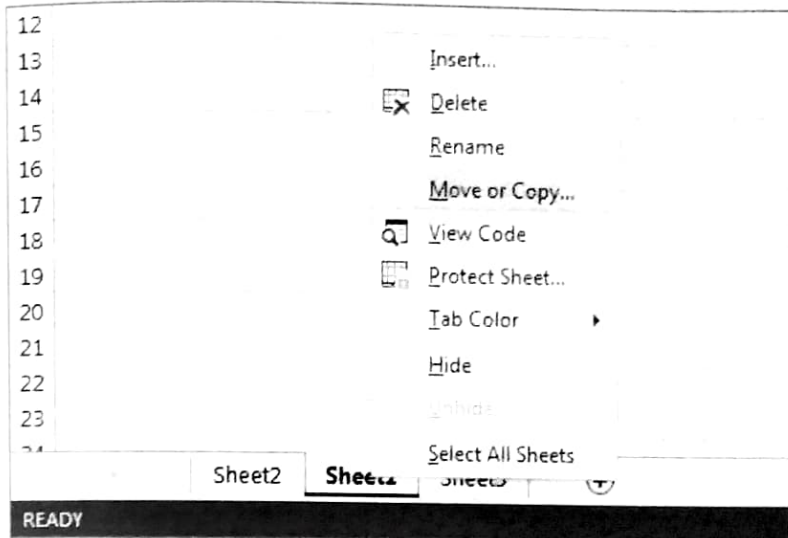 12
13
14
15
16
17
18
19
20
21
22
23
Insert...
Delete
Rename
Move or Copy...
View Code
Protect Sheet...
Tab Color
Hide
Unhide
Select All Sheets
Sheet2
READY